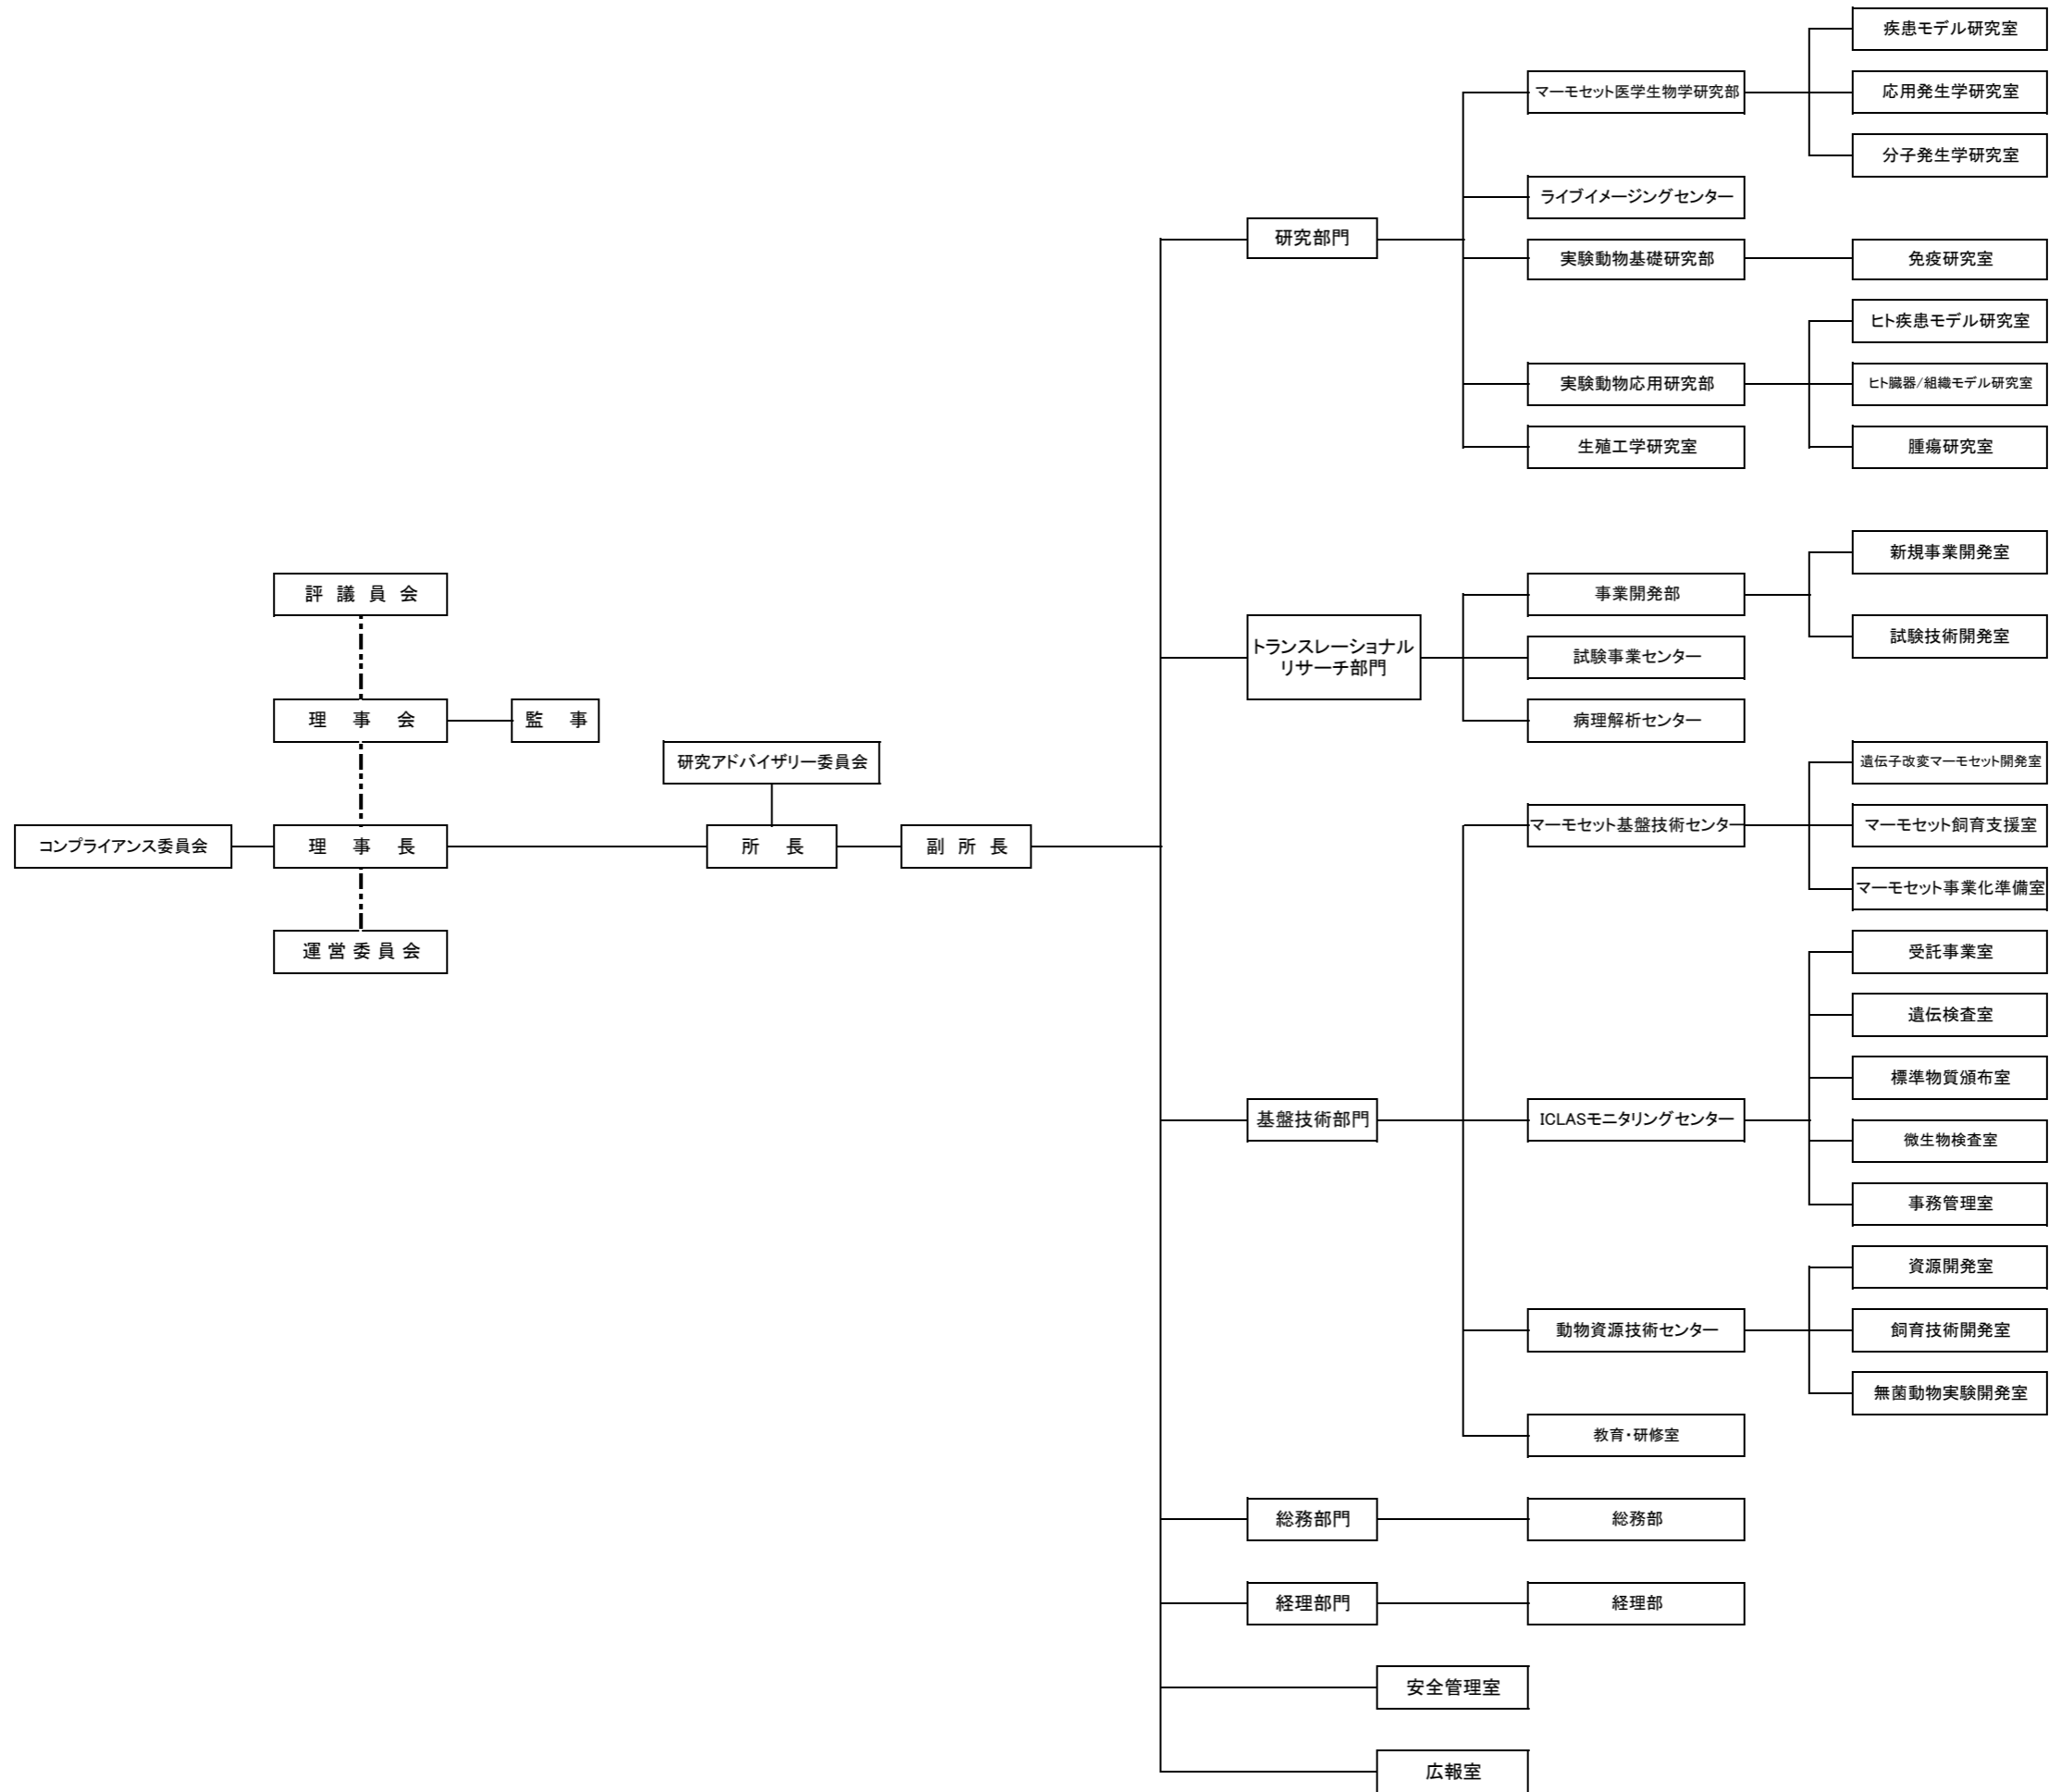 疾患モデル研究室
マーモセット医学生物学研究部
応用発生学研究室
分子発生学研究室
ライブイメージングセンター
研究部門
実験動物基礎研究部
免疫研究室
ヒト疾患モデル研究室
実験動物応用研究部
ヒト臓器/組織モデル研究室
生殖工学研究室
腫瘍研究室
新規事業開発室
評議員会
事業開発部
トランスレーショナル
リサーチ部門
試験技術開発室
試験事業センター
理事会
監事
病理解析センター
研究アドバイザリー委員会
遺伝子改変マーモセット開発室
マーモセット基盤技術センター
マーモセット飼育支援室
コンプライアンス委員会
理事長
所長
副所長
マーモセット事業化準備室
運営委員会
受託事業室
遺伝検査室
標準物質頒布室
基盤技術部門
ICLASモニタリングセンター
微生物検査室
事務管理室
資源開発室
動物資源技術センター
飼育技術開発室
無菌動物実験開発室
教育・研修室
総務部門
総務部
経理部門
経理部
安全管理室
広報室